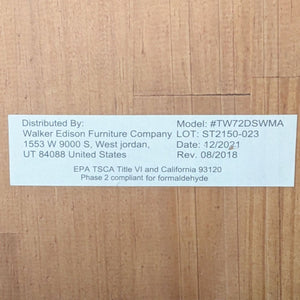 Distributed By:
Walker Edison Furniture Company
1553 W 9000 S, West jordan,
UT 84088 United States
Model: #TW72DSWMA
LOT: ST2150-023
Date: 12/2021
Rev. 08/2018
EPA TSCA Title VI and California 93120
Phase 2 compliant for formaldehyde